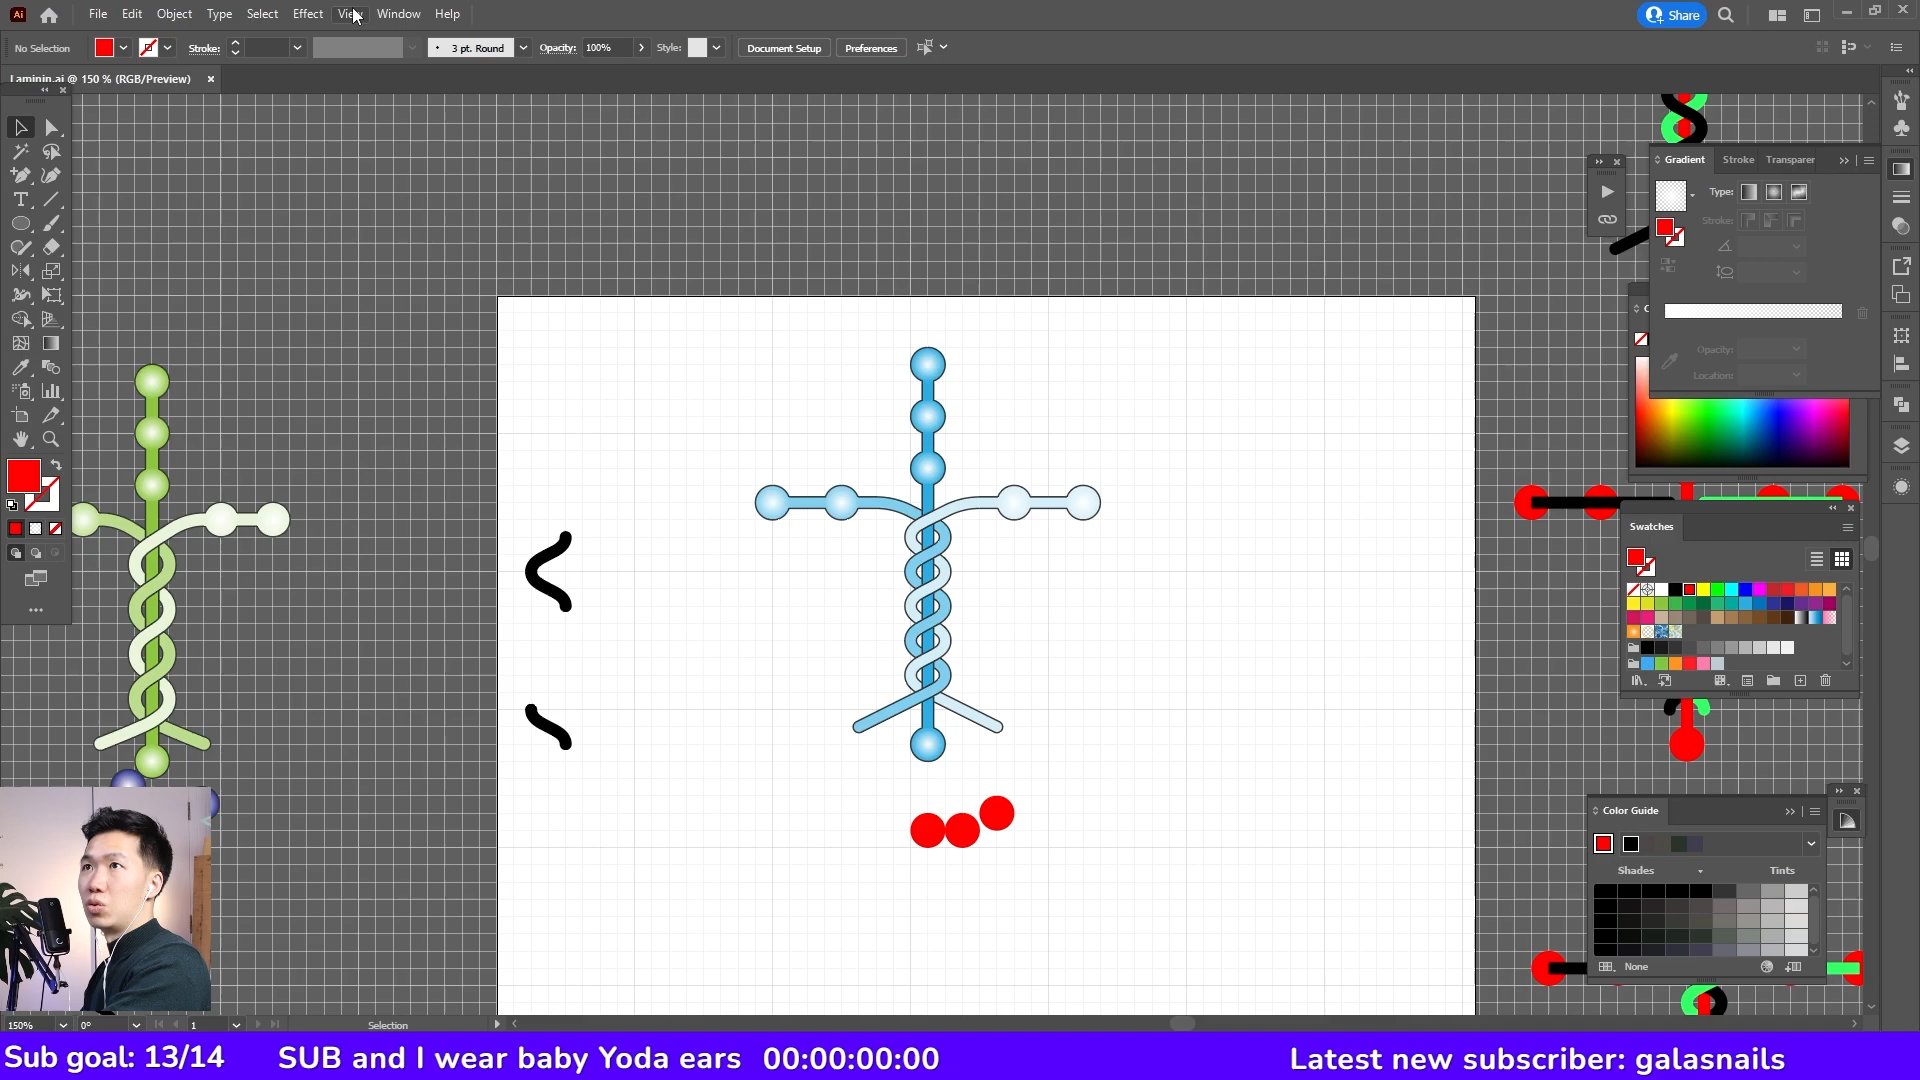 Ai File Edit Object Type Select Effect View Window Help Share
No Selection Stroke: 3 pt. Round Opacity: 100% Style: Document Setup Preferences
Laminin.ai @ 150 % (RGB/Preview)
Gradient Stroke Transparer
Type:
Stroke:
Opacity:
Location:
Swatches
Color Guide
Shades Tints
None
150% 0° 1 Selection
Sub goal: 13/14 SUB and I wear baby Yoda ears 00:00:00:00 Latest new subscriber: galasnails